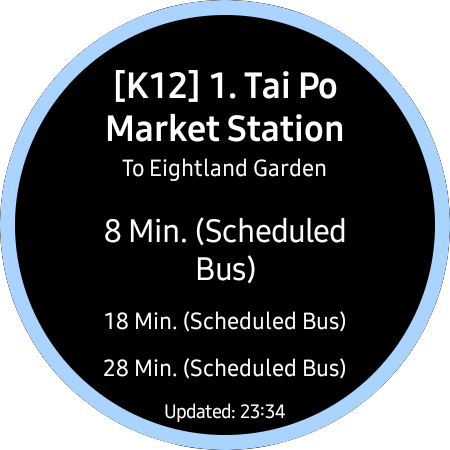 [K12] 1. Tai Po
Market Station
To Eightland Garden
8 Min. (Scheduled
Bus)
18 Min. (Scheduled Bus)
28 Min. (Scheduled Bus)
Updated: 23:34